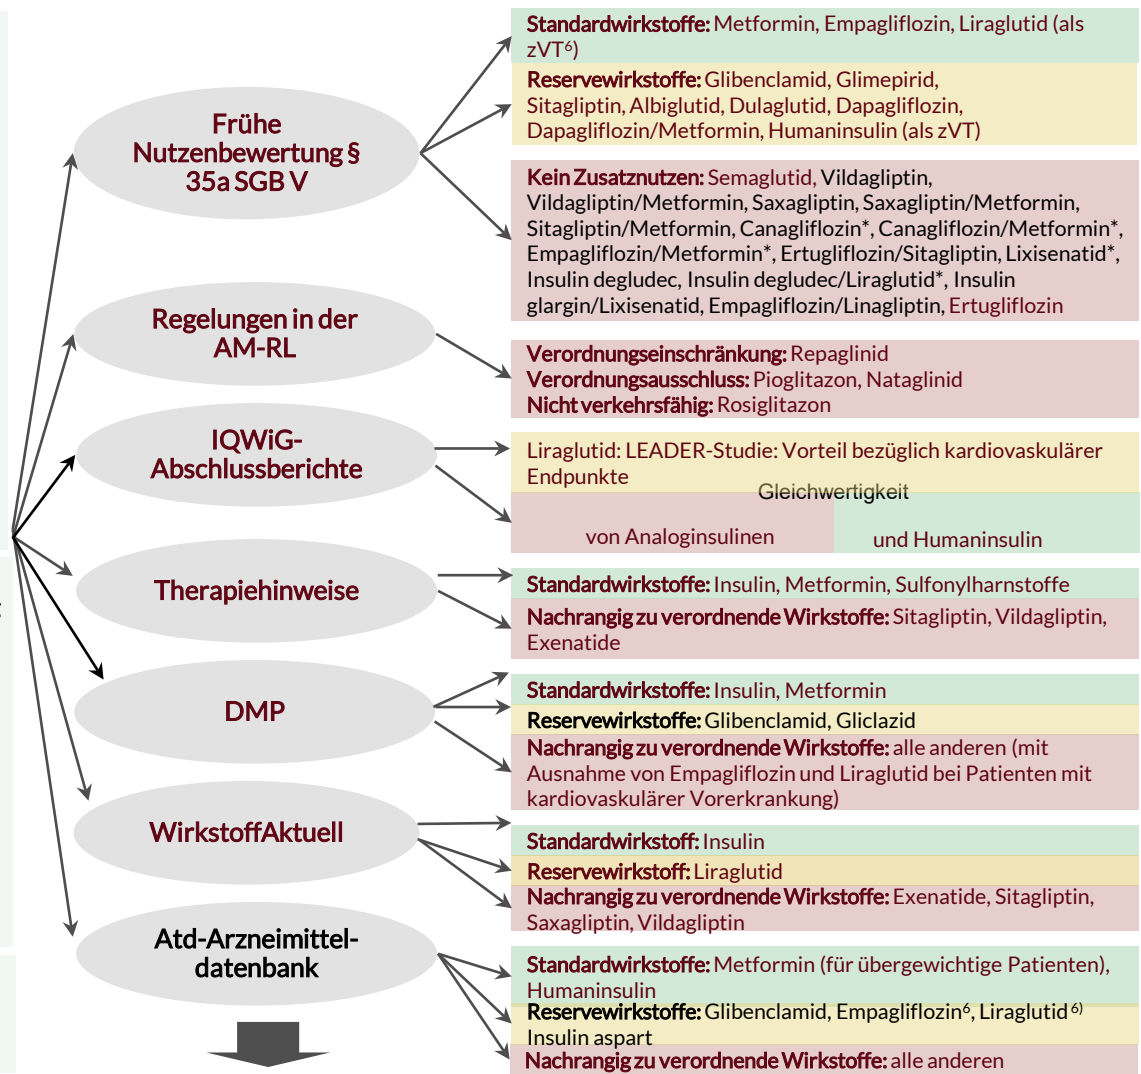 Frühe
Nutzenbewertung §
35a SGB V
Standardwirkstoffe: Metformin, Empagliflozin, Liraglutid (als
zVT⁶)
Reservewirkstoffe: Glibenclamid, Glimepirid,
Sitagliptin, Albiglutid, Dulaglutid, Dapagliflozin,
Dapagliflozin/Metformin, Humaninsulin (als zVT)
Kein Zusatznutzen: Semaglutid, Vildagliptin,
Vildagliptin/Metformin, Saxagliptin, Saxagliptin/Metformin,
Sitagliptin/Metformin, Canagliflozin*, Canagliflozin/Metformin*,
Empagliflozin/Metformin*, Ertugliflozin/Sitagliptin, Lixisenatid*,
Insulin degludec, Insulin degludec/Liraglutid*, Insulin
glargin/Lixisenatid, Empagliflozin/Linagliptin, Ertugliflozin
Regelungen in der
AM-RL
Verordnungseinschränkung: Repaglinid
Verordnungsausschluss: Pioglitazon, Nataglinid
Nicht verkehrsfähig: Rosiglitazon
IQWiG-
Abschlussberichte
Liraglutid: LEADER-Studie: Vorteil bezüglich kardiovaskulärer
Endpunkte
Gleichwertigkeit
von Analoginsulinen
und Humaninsulin
Therapiehinweise
Standardwirkstoffe: Insulin, Metformin, Sulfonylharnstoffe
Nachrangig zu verordnende Wirkstoffe: Sitagliptin, Vildagliptin,
Exenatide
DMP
Standardwirkstoffe: Insulin, Metformin
Reservewirkstoffe: Glibenclamid, Gliclazid
Nachrangig zu verordnende Wirkstoffe: alle anderen (mit
Ausnahme von Empagliflozin und Liraglutid bei Patienten mit
kardiovaskulärer Vorerkrankung)
WirkstoffAktuell
Standardwirkstoff: Insulin
Reservewirkstoff: Liraglutid
Nachrangig zu verordnende Wirkstoffe: Exenatide, Sitagliptin,
Saxagliptin, Vildagliptin
Atd-Arzneimittel-
datenbank
Standardwirkstoffe: Metformin (für übergewichtige Patienten),
Humaninsulin
Reservewirkstoffe: Glibenclamid, Empagliflozin⁶, Liraglutid⁶⁾
Insulin aspart
Nachrangig zu verordnende Wirkstoffe: alle anderen